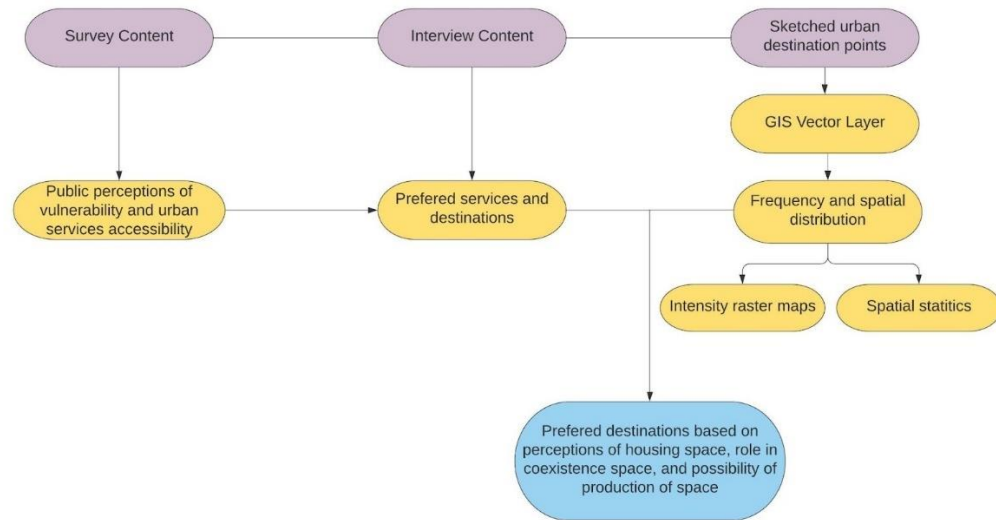 Survey Content
Interview Content
Sketched urban
destination points
GIS Vector Layer
Public perceptions of
vulnerability and urban
services accessibility
Prefered services and
destinations
Frequency and spatial
distribution
Intensity raster maps
Spatial statitics
Prefered destinations based on
perceptions of housing space, role in
coexistence space, and possibility of
production of space